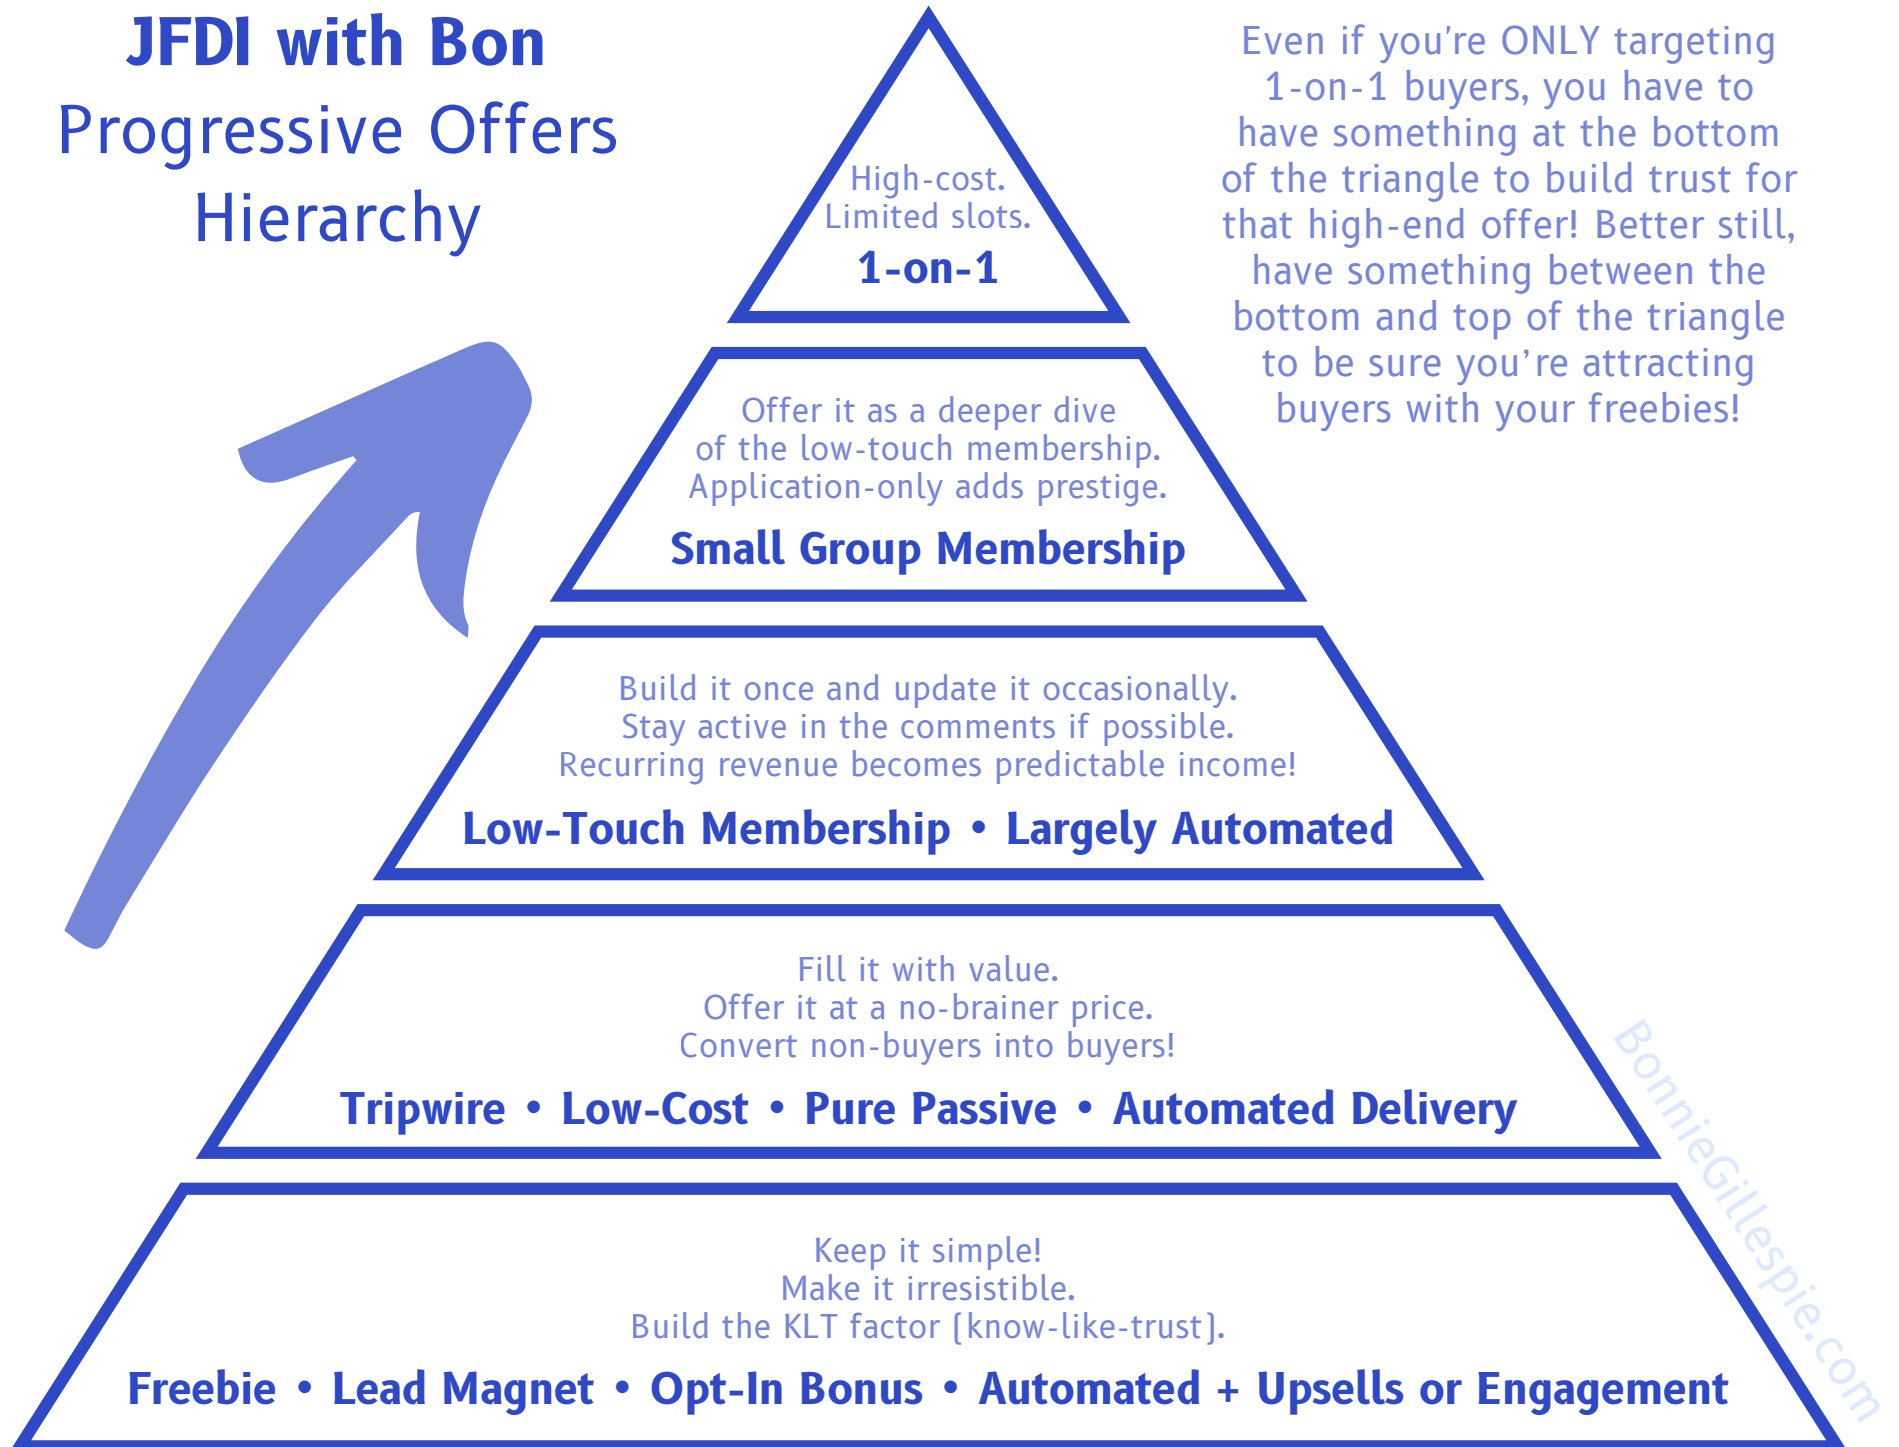 JFDI with Bon
Progressive Offers
Hierarchy
Even if you're ONLY targeting
1-on-1 buyers, you have to
have something at the bottom
of the triangle to build trust for
that high-end offer! Better still,
have something between the
bottom and top of the triangle
to be sure you're attracting
buyers with your freebies!
High-cost.
Limited slots.
1-on-1
Offer it as a deeper dive
of the low-touch membership.
Application-only adds prestige.
Small Group Membership
Build it once and update it occasionally.
Stay active in the comments if possible.
Recurring revenue becomes predictable income!
Low-Touch Membership • Largely Automated
Fill it with value.
Offer it at a no-brainer price.
Convert non-buyers into buyers!
Tripwire • Low-Cost • Pure Passive • Automated Delivery
Keep it simple!
Make it irresistible.
Build the KLT factor (know-like-trust).
Freebie • Lead Magnet • Opt-In Bonus • Automated + Upsells or Engagement
BonnieGillespie.com